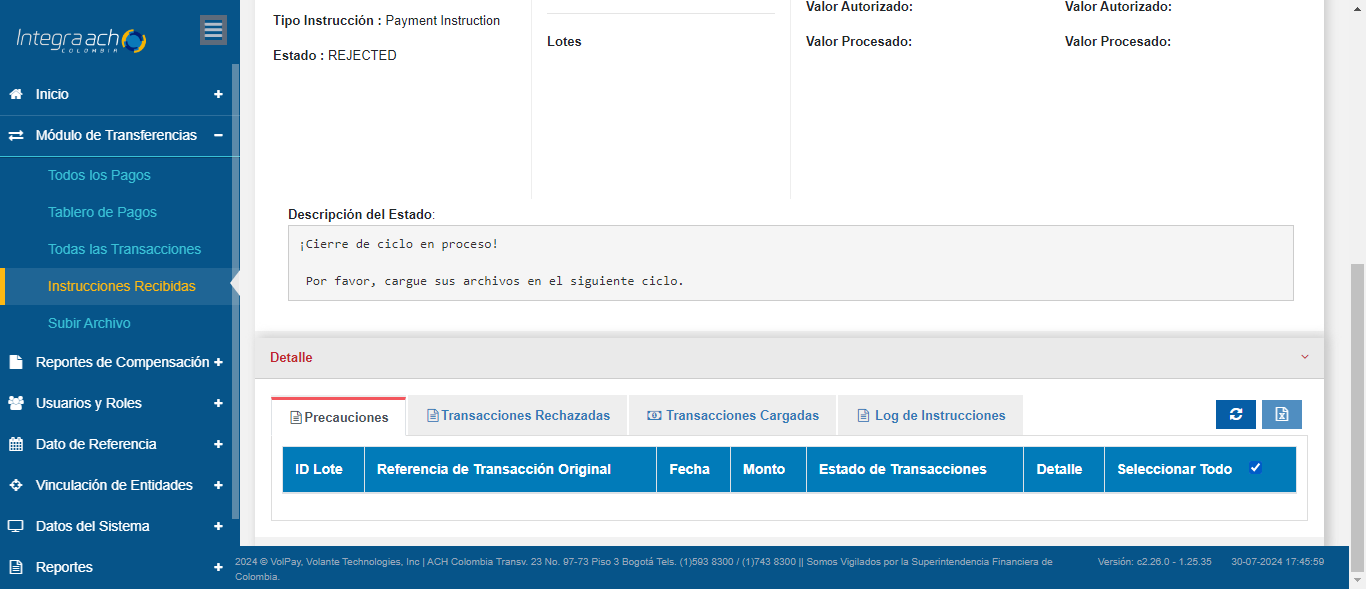 Integra ach
COLOMBIA
Inicio
Módulo de Transferencias
Todos los Pagos
Tablero de Pagos
Todas las Transacciones
Instrucciones Recibidas
Subir Archivo
Reportes de Compensación
Usuarios y Roles
Dato de Referencia
Vinculación de Entidades
Datos del Sistema
Reportes
Tipo Instrucción : Payment Instruction
Estado : REJECTED
Lotes
Valor Autorizado:
Valor Procesado:
Valor Autorizado:
Valor Procesado:
Descripción del Estado:
¡Cierre de ciclo en proceso!
Por favor, cargue sus archivos en el siguiente ciclo.
Detalle
Precauciones
Transacciones Rechazadas
Transacciones Cargadas
Log de Instrucciones
ID Lote
Referencia de Transacción Original
Fecha
Monto
Estado de Transacciones
Detalle
Seleccionar Todo
2024 © VolPay, Volante Technologies, Inc | ACH Colombia Transv. 23 No. 97-73 Piso 3 Bogotá Tels. (1)593 8300 / (1)743 8300 || Somos Vigilados por la Superintendencia Financiera de
Colombia.
Versión: c2.26.0 - 1.25.35
30-07-2024 17:45:59